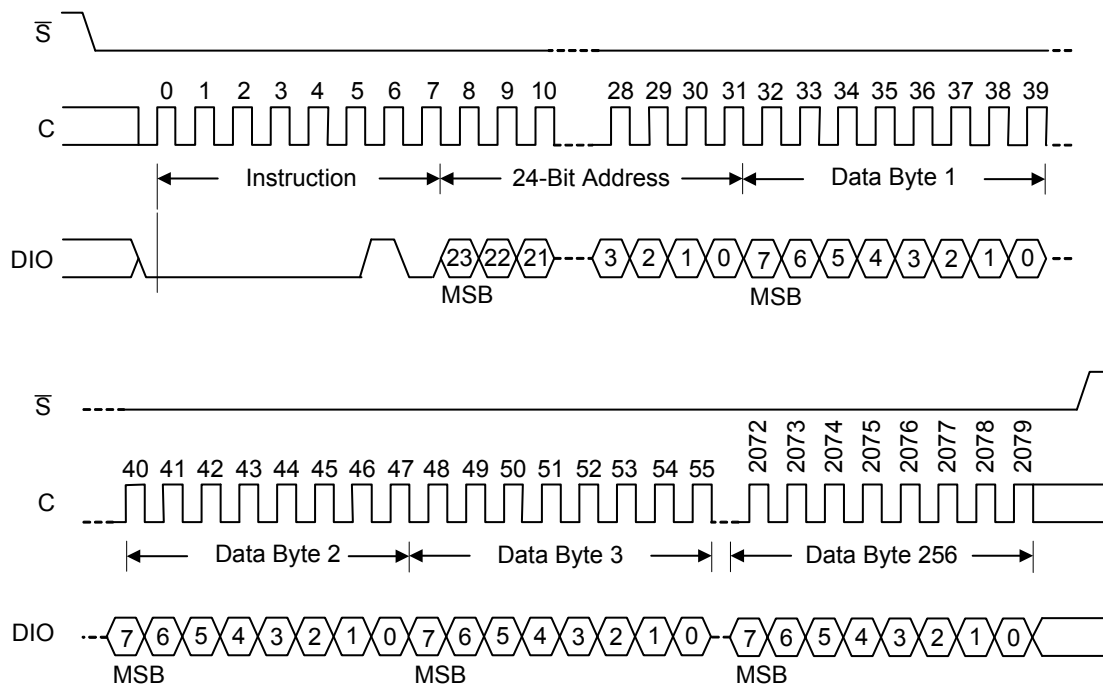 S
0 1 2 3 4 5 6 7 8 9 10 28 29 30 31 32 33 34 35 36 37 38 39
C
Instruction 24-Bit Address Data Byte 1
DIO 23 22 21 3 2 1 0 7 6 5 4 3 2 1 0
MSB MSB
S
2072 2073 2074 2075 2076 2077 2078 2079
40 41 42 43 44 45 46 47 48 49 50 51 52 53 54 55
C
Data Byte 2 Data Byte 3 Data Byte 256
DIO 7 6 5 4 3 2 1 0 7 6 5 4 3 2 1 0 7 6 5 4 3 2 1 0
MSB MSB MSB